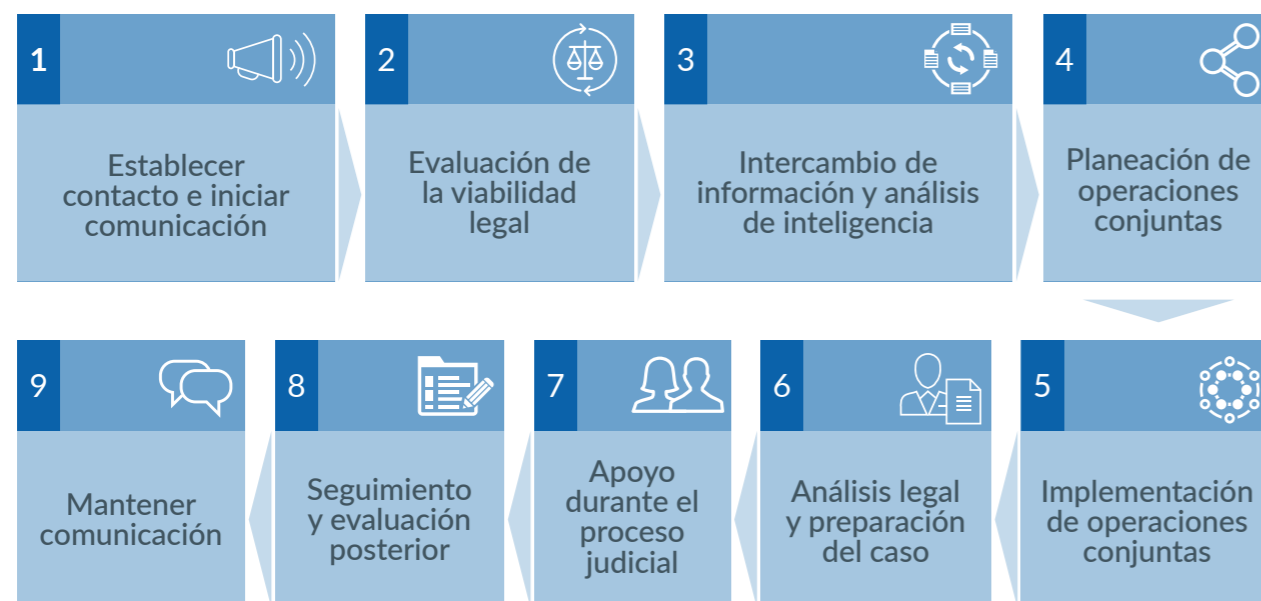 1
Establecer
contacto e iniciar
comunicación
2
Evaluación de
la viabilidad
legal
3
Intercambio de
información y análisis
de inteligencia
4
Planeación de
operaciones
conjuntas
5
Implementación
de operaciones
conjuntas
6
Análisis legal
y preparación
del caso
7
Apoyo
durante el
proceso
judicial
8
Seguimiento
y evaluación
posterior
9
Mantener
comunicación